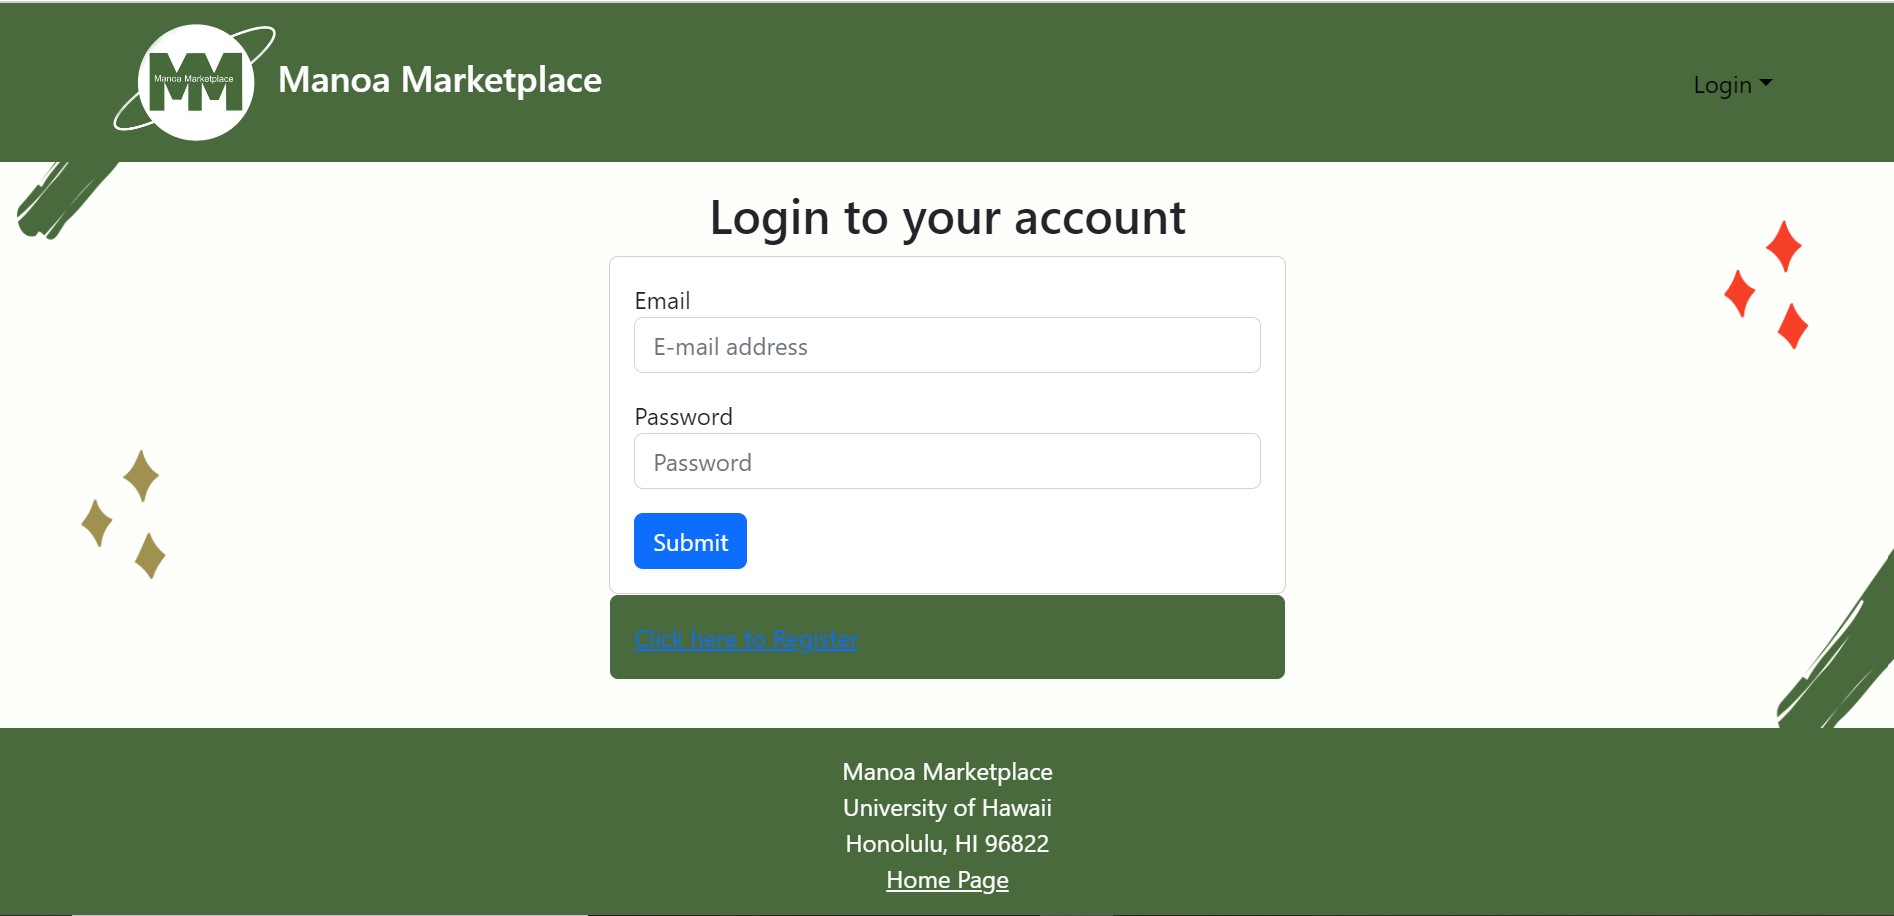 Manoa Marketplace
Manoa Marketplace
Login
Login to your account
Email
E-mail address
Password
Password
Submit
Click here to Register
Manoa Marketplace
University of Hawaii
Honolulu, HI 96822
Home Page